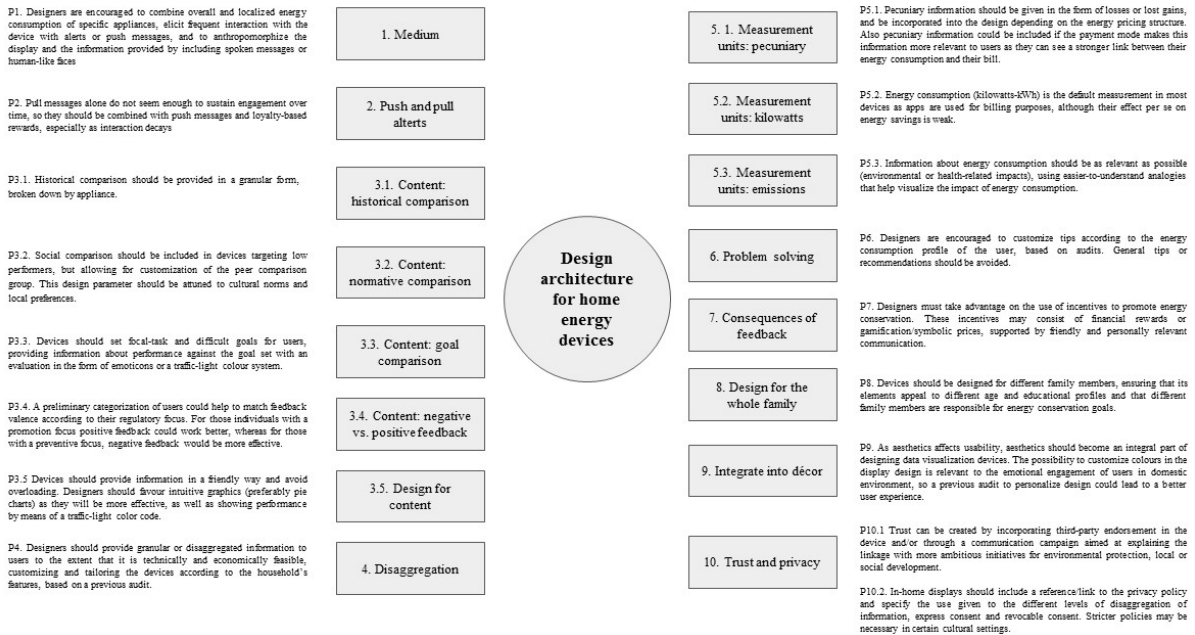 P1. Designers are encouraged to combine overall and localized energy
consumption of specific appliances, elicit frequent interaction with the
device with alerts or push messages, and to anthropomorphize the
display and the information provided by including spoken messages or
human-like faces
1. Medium
P2. Pull messages alone do not seem enough to sustain engagement over
time, so they should be combined with push messages and loyalty-based
rewards, especially as interaction decays
2. Push and pull
alterts
P3.1. Historical comparison should be provided in a granular form,
broken down by appliance.
3.1. Content:
historical comparison
P3.2. Social comparison should be included in devices targeting low
performers, but allowing for customization of the peer comparison
group. This design parameter should be attuned to cultural norms and
local preferences.
3.2. Content:
normative comparison
P3.3. Devices should set focal-task and difficult goals for users,
providing information about performance against the goal set with an
evaluation in the form of emoticons or a traffic-light colour system.
3.3. Content: goal
comparison
P3.4. A preliminary categorization of users could help to match feedback
valence according to their regulatory focus. For those individuals with a
promotion focus positive feedback could work better, whereas for those
with a preventive focus, negative feedback would be more effective.
3.4. Content: negative
vs. positive feedback
P3.5 Devices should provide information in a friendly way and avoid
overloading. Designers should favour intuitive graphics (preferably pie
charts) as they will be more effective, as well as showing performance
by means of a traffic-light color code.
3.5. Design for
content
P4. Designers should provide granular or disaggregated information to
users to the extent that it is technically and economically feasible,
customizing and tailoring the devices according to the household's
features, based on a previous audit.
4. Disaggregation
Design
architecture
for home
energy
devices
5. 1. Measurement
units: pecuniary
P5.1. Pecuniary information should be given in the form of losses or lost gains,
and be incorporated into the design depending on the energy pricing structure.
Also pecuniary information could be included if the payment mode makes this
information more relevant to users as they can see a stronger link between their
energy consumption and their bill.
5.2. Measurement
units: kilowatts
P5.2. Energy consumption (kilowatts-kWh) is the default measurement in most
devices as apps are used for billing purposes, although their effect per se on
energy savings is weak.
5.3. Measurement
units: emissions
P5.3. Information about energy consumption should be as relevant as possible
(environmental or health-related impacts), using easier-to-understand analogies
that help visualize the impact of energy consumption.
6. Problem solving
P6. Designers are encouraged to customize tips according to the energy
consumption profile of the user, based on audits. General tips or
recommendations should be avoided.
7. Consequences of
feedback
P7. Designers must take advantage on the use of incentives to promote energy
conservation. These incentives may consist of financial rewards or
gamification/symbolic prices, supported by friendly and personally relevant
communication.
8. Design for the
whole family
P8. Devices should be designed for different family members, ensuring that its
elements appeal to different age and educational profiles and that different
family members are responsible for energy conservation goals.
9. Integrate into décor
P9. As aesthetics affects usability, aesthetics should become an integral part of
designing data visualization devices. The possibility to customize colours in the
display design is relevant to the emotional engagement of users in domestic
environment, so a previous audit to personalize design could lead to a better
user experience.
10. Trust and privacy
P10.1 Trust can be created by incorporating third-party endorsement in the
device and/or through a communication campaign aimed at explaining the
linkage with more ambitious initiatives for environmental protection, local or
social development.
P10.2. In-home displays should include a reference/link to the privacy policy
and specify the use given to the different levels of disaggregation of
information, express consent and revocable consent. Stricter policies may be
necessary in certain cultural settings.